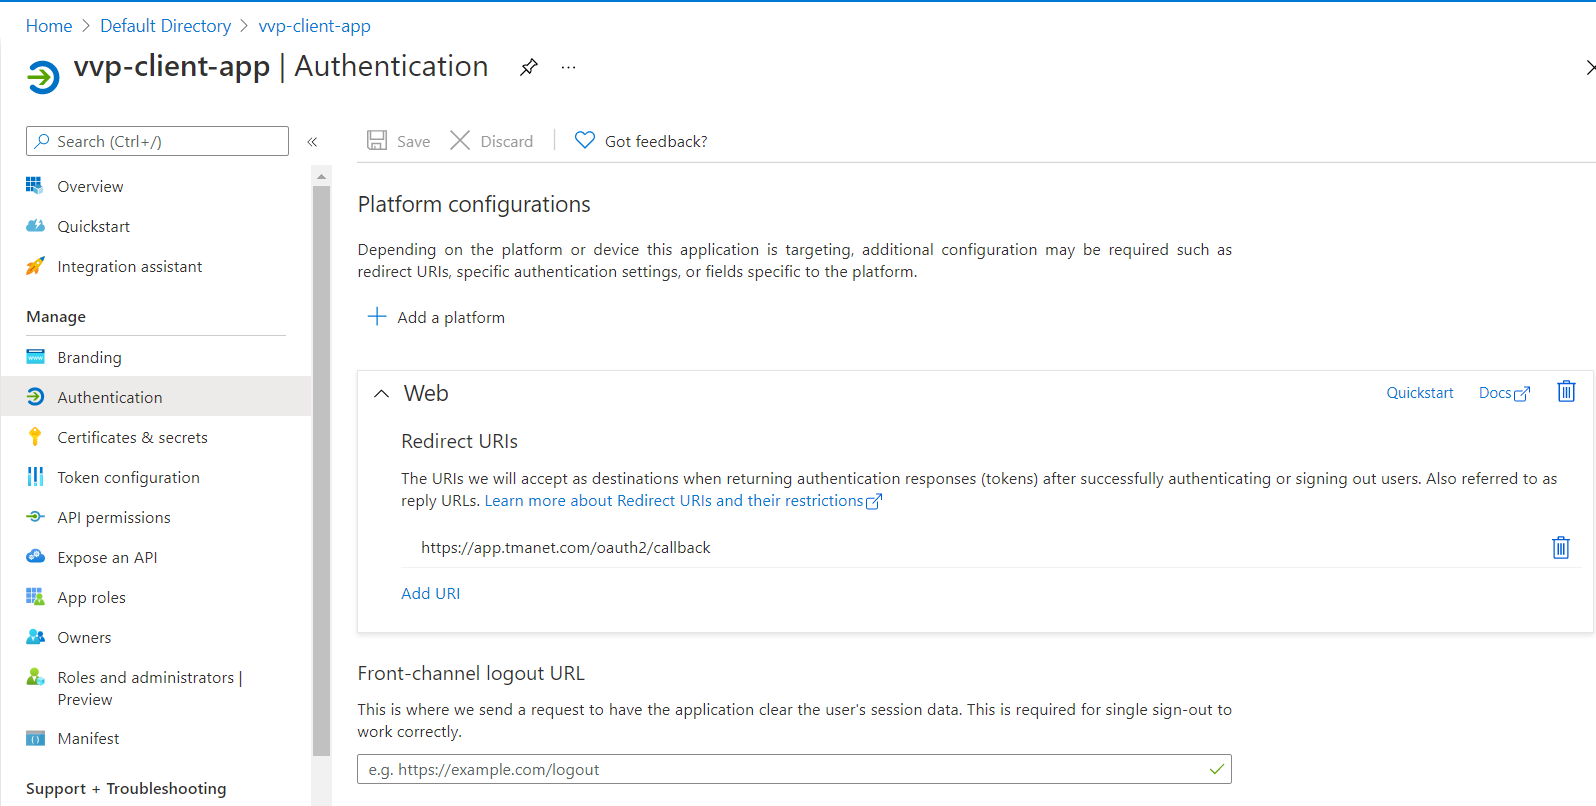 Home > Default Directory > vvp-client-app
vvp-client-app | Authentication
Search (Ctrl+/)
Overview
Quickstart
Integration assistant
Manage
Branding
Authentication
Certificates & secrets
Token configuration
API permissions
Expose an API
App roles
Owners
Roles and administrators |
Preview
Manifest
Support + Troubleshooting
Save
Discard
Got feedback?
Platform configurations
Depending on the platform or device this application is targeting, additional configuration may be required such as
redirect URIs, specific authentication settings, or fields specific to the platform.
Add a platform
Web
Quickstart
Docs
Redirect URIs
The URIs we will accept as destinations when returning authentication responses (tokens) after successfully authenticating or signing out users. Also referred to as
reply URLs. Learn more about Redirect URIs and their restrictions
https://app.tmanet.com/oauth2/callback
Add URI
Front-channel logout URL
This is where we send a request to have the application clear the user's session data. This is required for single sign-out to
work correctly.
e.g. https://example.com/logout